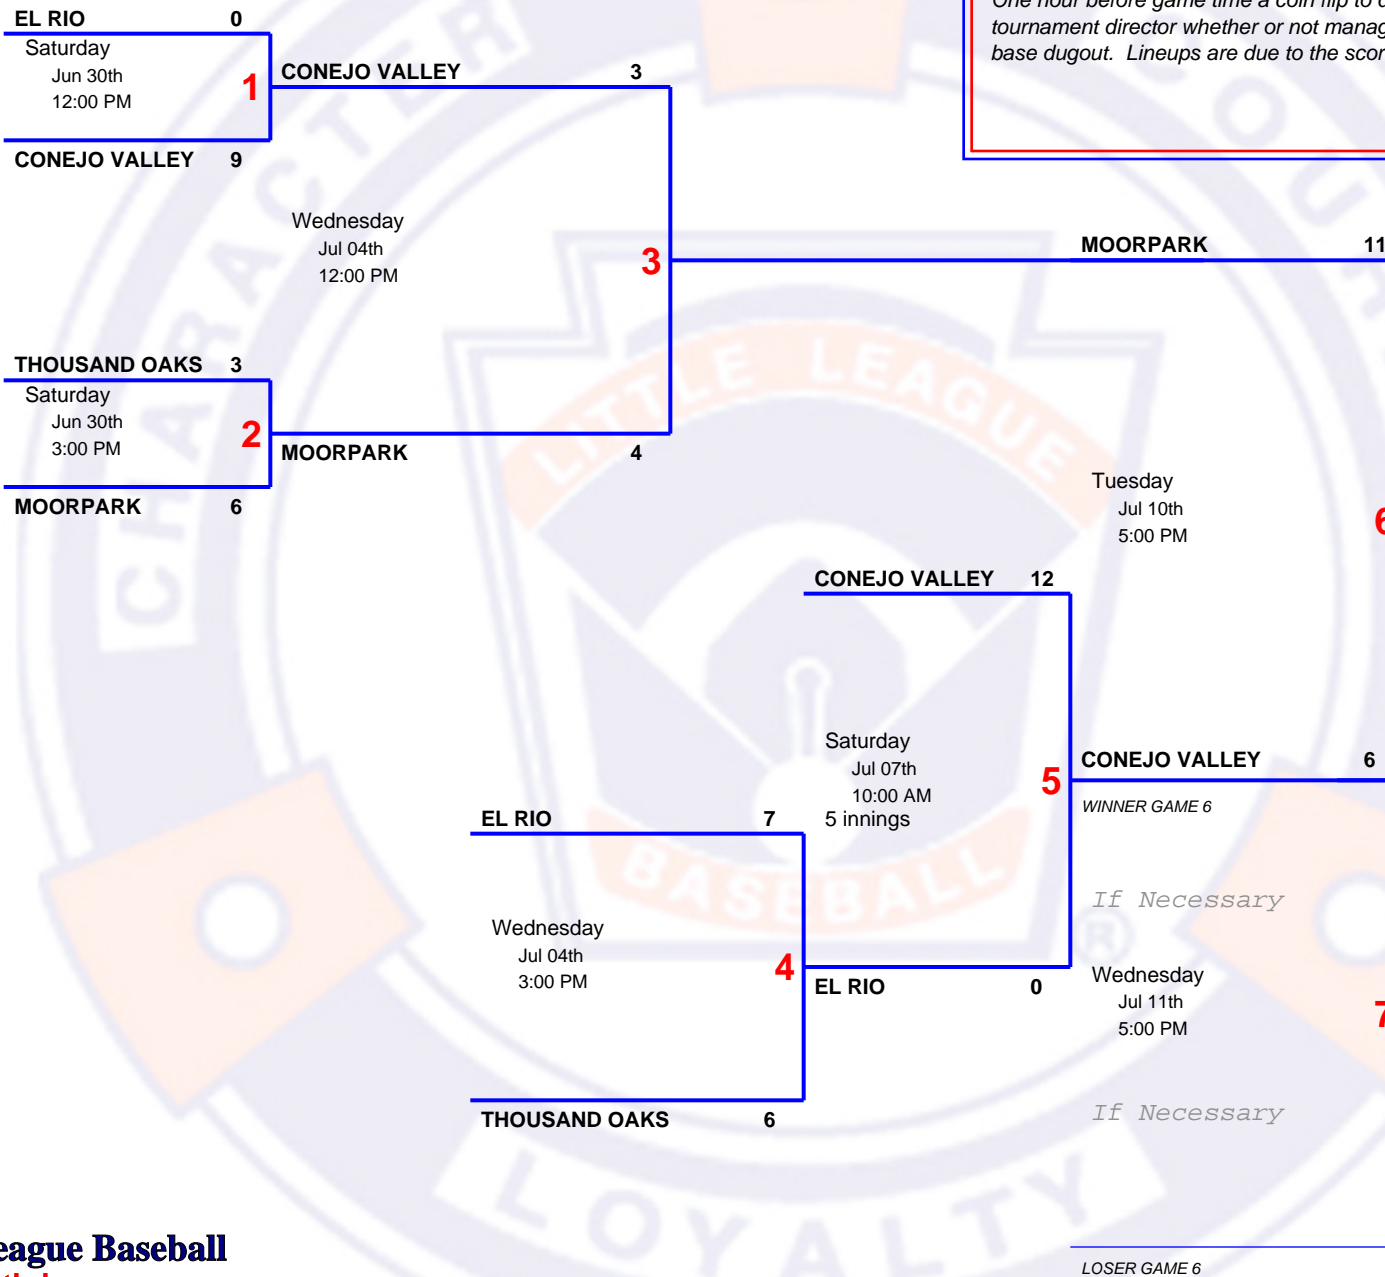 One hour before game time a coin flip to
tournament director whether or not
base dugout. Lineups are due to the
EL RIO 0
Saturday
Jun 30th
12:00 PM
1
CONEJO VALLEY 3
CONEJO VALLEY 9
Wednesday
Jul 04th
12:00 PM
3
MOORPARK 11
THOUSAND OAKS 3
Saturday
Jun 30th
3:00 PM
2
MOORPARK 4
MOORPARK 6
Tuesday
Jul 10th
5:00 PM
6
CONEJO VALLEY 12
Saturday
Jul 07th
10:00 AM
5 innings
5
CONEJO VALLEY 6
WINNER GAME 6
EL RIO 7
If Necessary
Wednesday
Jul 04th
3:00 PM
4
EL RIO 0
Wednesday
Jul 11th
5:00 PM
7
THOUSAND OAKS 6
If Necessary
Baseball
LOSER GAME 6
CHARACTER
LOYALTY
LITTLE LEAGUE
BASEBALL
®